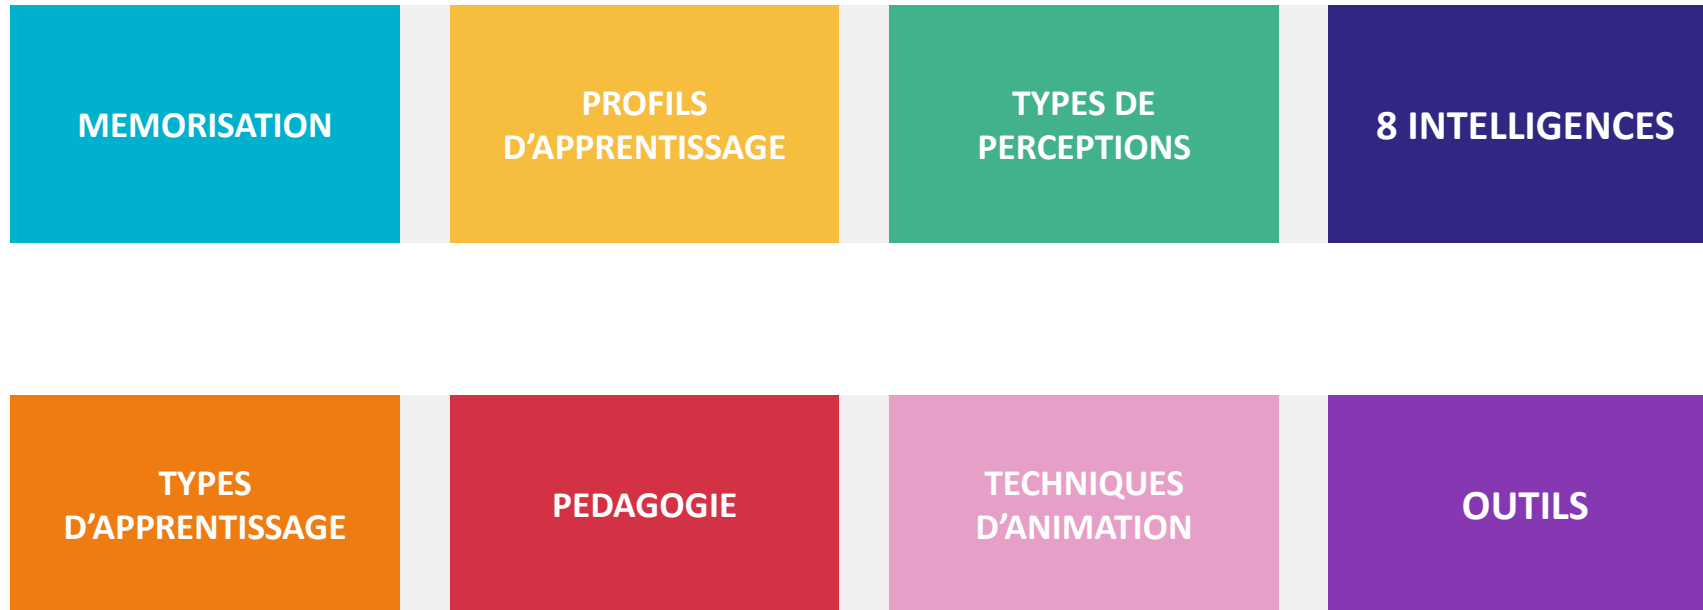 MEMORISATION
PROFILS
D’APPRENTISSAGE
TYPES DE
PERCEPTIONS
8 INTELLIGENCES
TYPES
D’APPRENTISSAGE
PEDAGOGIE
TECHNIQUES
D’ANIMATION
OUTILS